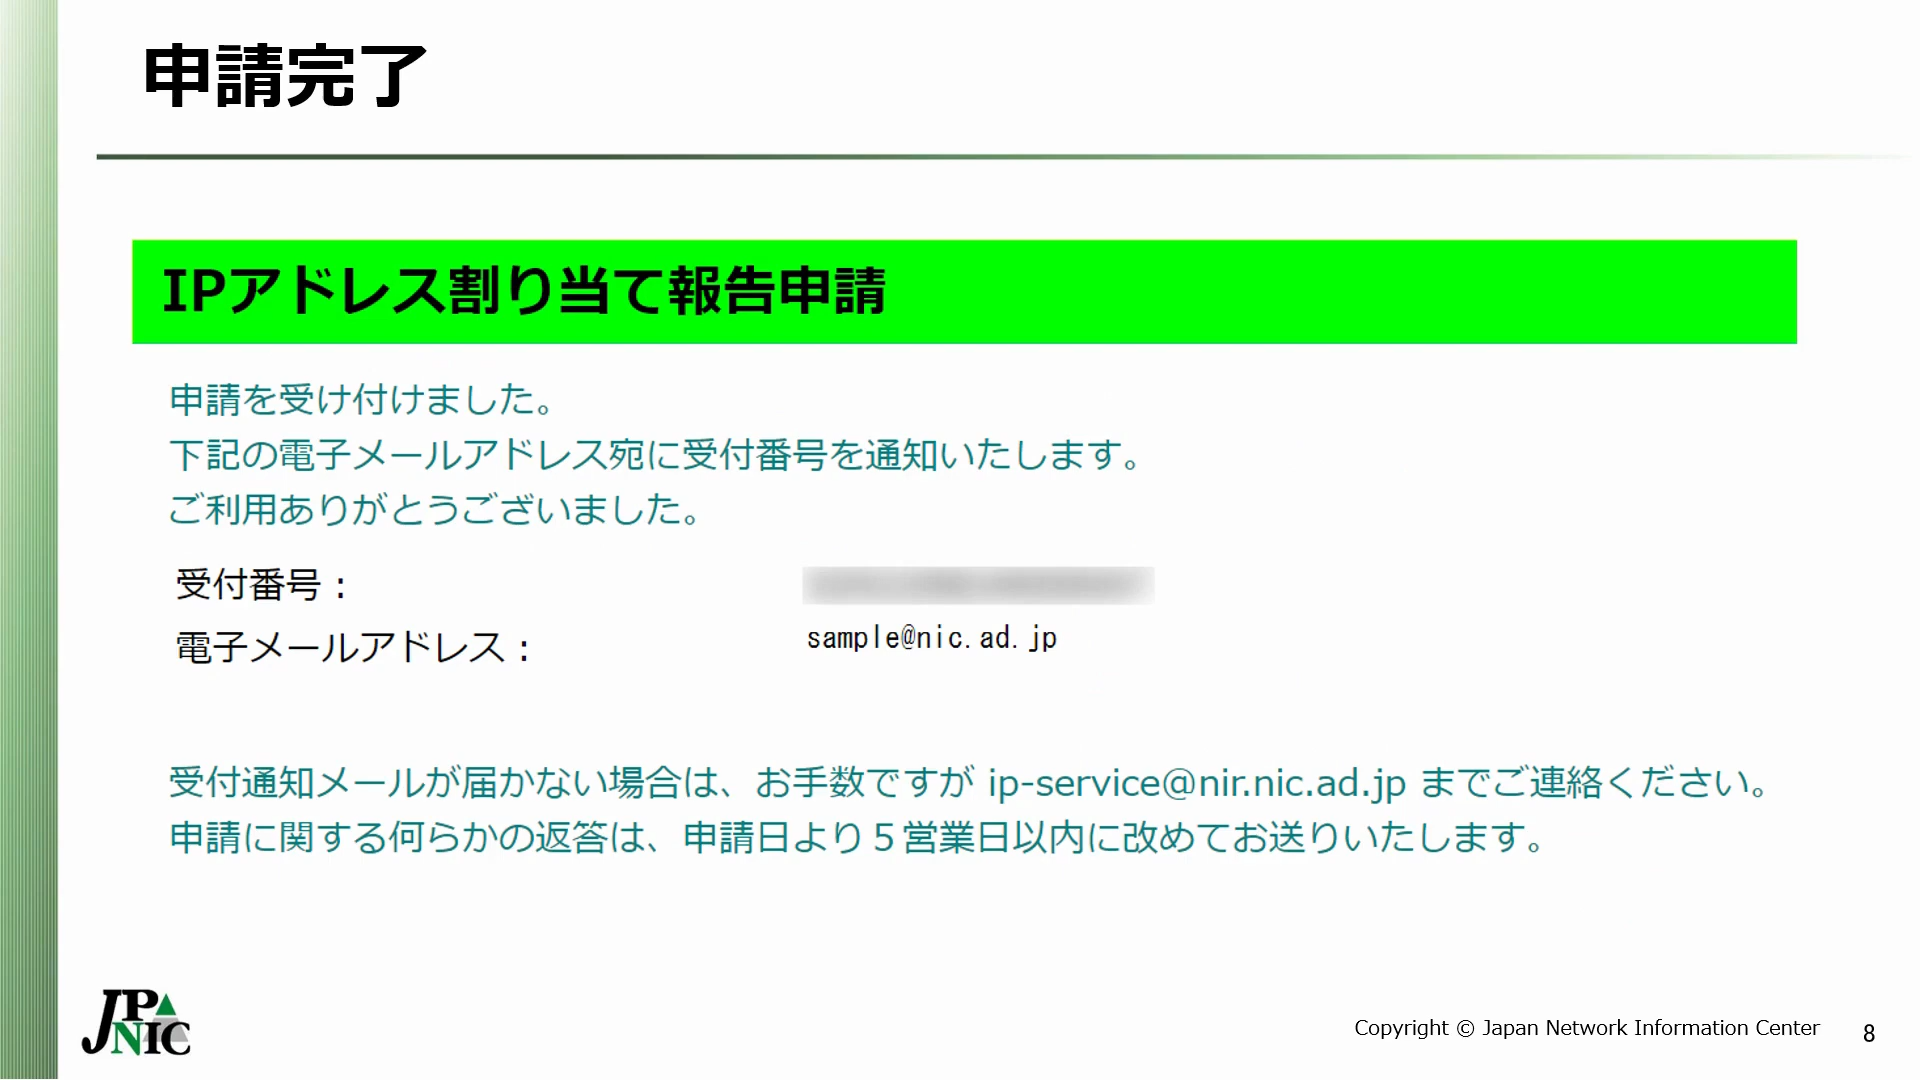 申請完了
IPアドレス割り当て報告申請
申請を受け付けました。
下記の電子メールアドレス宛に受付番号を通知いたします。
ご利用ありがとうございました。
受付番号：
電子メールアドレス： sample@nic.ad.jp
受付通知メールが届かない場合は、お手数ですが ip-service@nir.nic.ad.jp までご連絡ください。
申請に関する何らかの返答は、申請日より５営業日以内に改めてお送りいたします。
JPNIC
Copyright © Japan Network Information Center 8